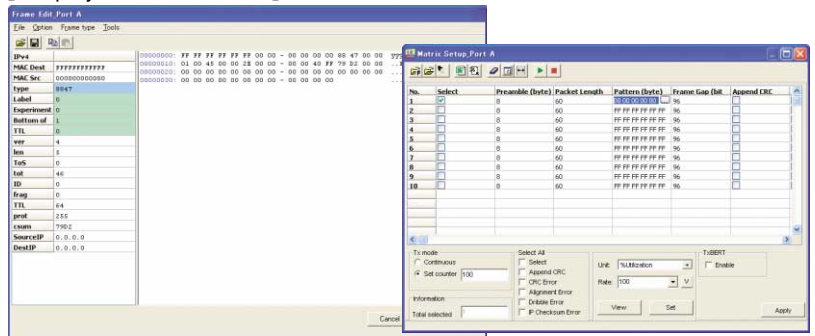 Frame Edit_Port A
File Option Frame type Tools
IPv4
MAC Dest FFFFFFFFFFFF
MAC Src 000000000000
type 8847
Label 0
Experiment 0
Bottom of 1
TTL 0
ver 4
len 5
ToS 0
tot 46
ID 0
frag 0
TTL 64
prot 255
csum 79D2
SourceIP 0.0.0.0
DestIP 0.0.0.0
00000000: FF FF FF FF FF FF 00 00 - 00 00 00 00 88 47 00 00
00000010: 01 00 45 00 00 2E 00 00 - 00 00 40 FF 79 D2 00 00
00000020: 00 00 00 00 00 00 00 00 - 00 00 00 00 00 00 00 00
00000030: 00 00 00 00 00 00 00 00 - 00 00 00 00
Cancel
Matrix Setup_Port A
No. Select Preamble (byte) Packet Length Pattern (byte) Frame Gap (bit Append CRC
1 8 60 00 00 00 00 00 ... 96
2 8 60 FF FF FF FF FF FF 96
3 8 60 FF FF FF FF FF FF 96
4 8 60 FF FF FF FF FF FF 96
5 8 60 FF FF FF FF FF FF 96
6 8 60 FF FF FF FF FF FF 96
7 8 60 FF FF FF FF FF FF 96
8 8 60 FF FF FF FF FF FF 96
9 8 60 FF FF FF FF FF FF 96
10 8 60 FF FF FF FF FF FF 96
Tx mode
Continuous
Set counter 100
Information
Total selected
Select All
Select
Append CRC
CRC Error
Alignment Error
Dribble Error
IP Checksum Error
Unit: %Utilization
Rate: 100 V
View Set
TxBERT
Enable
Apply